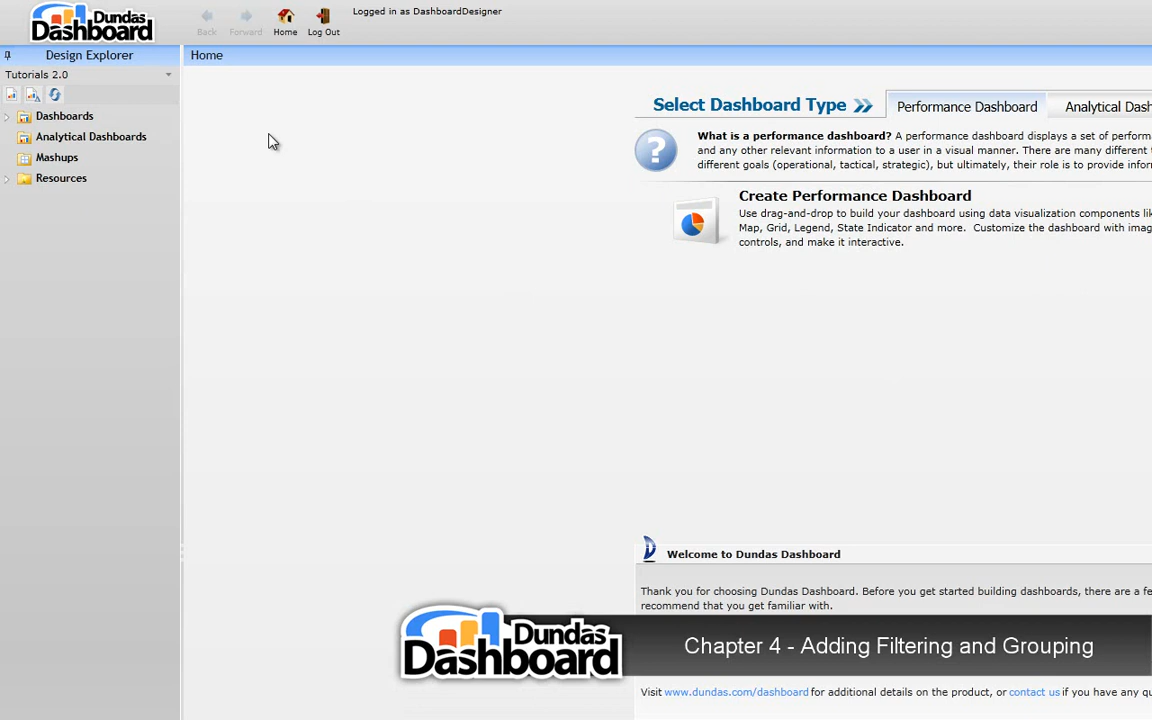 Dundas
Dashboard
Back
Forward
Home
Log Out
Logged in as DashboardDesigner
Design Explorer
Home
Tutorials 2.0
Dashboards
Analytical Dashboards
Mashups
Resources
Select Dashboard Type
Performance Dashboard
Analytical Dash
What is a performance dashboard? A performance dashboard displays a set of perform
and any other relevant information to a user in a visual manner. There are many different
different goals (operational, tactical, strategic), but ultimately, their role is to provide infor
Create Performance Dashboard
Use drag-and-drop to build your dashboard using data visualization components li
Map, Grid, Legend, State Indicator and more. Customize the dashboard with imag
controls, and make it interactive.
Welcome to Dundas Dashboard
Thank you for choosing Dundas Dashboard. Before you get started building dashboards, there are a fe
recommend that you get familiar with.
Dundas
Dashboard
Chapter 4 - Adding Filtering and Grouping
Visit www.dundas.com/dashboard for additional details on the product, or contact us if you have any qu